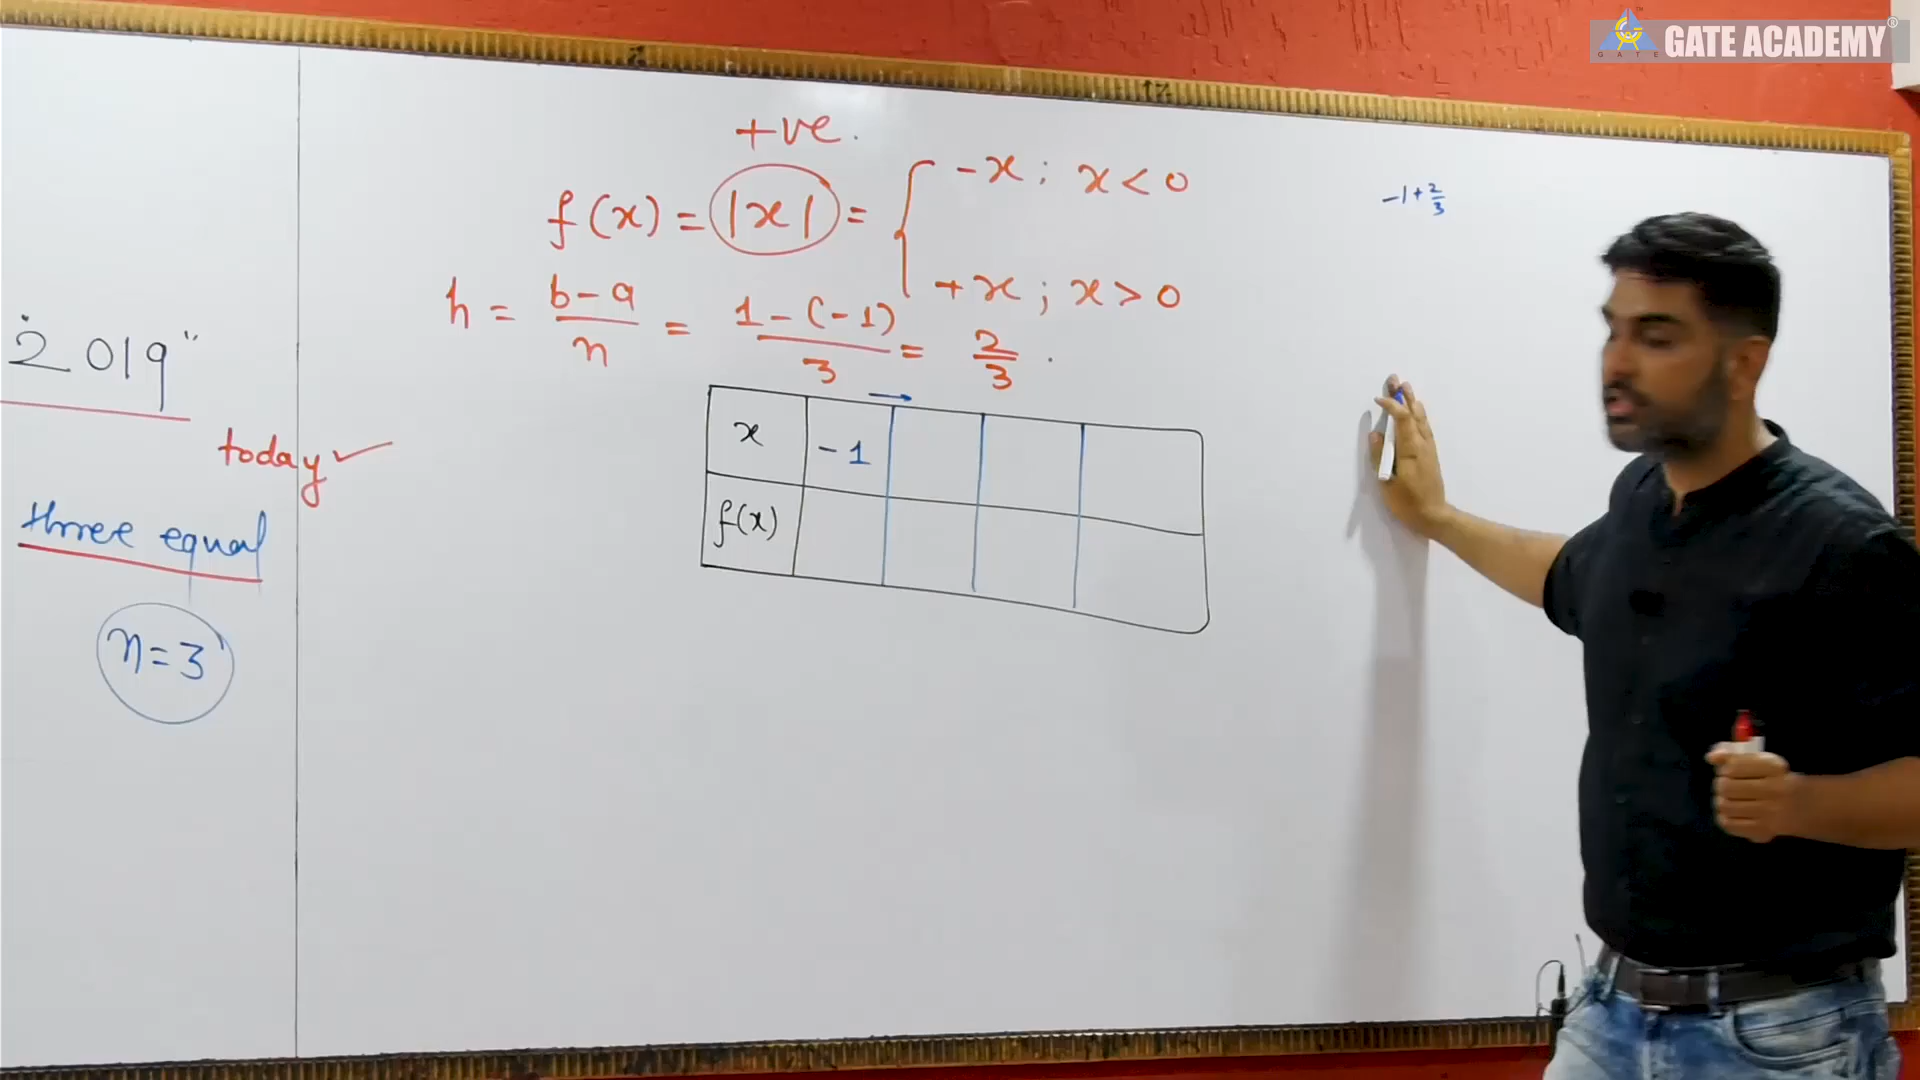 GATE ACADEMY®
GATE
+ve.
f(x) = |x| = { -x ; x < 0
+x ; x > 0
-1+2/3
h = b-a/n = 1-(-1)/3 = 2/3 .
2019"
today ✓
three equal
n=3
x -1
f(x)